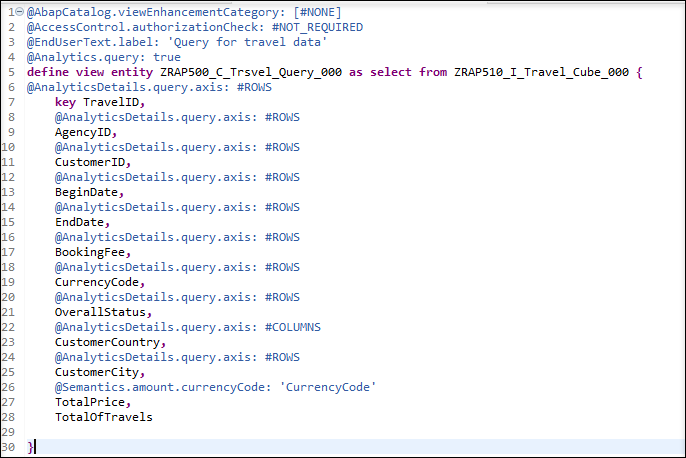 1 @AbapCatalog.viewEnhancementCategory: [#NONE]
2 @AccessControl.authorizationCheck: #NOT_REQUIRED
3 @EndUserText.label: 'Query for travel data'
4 @Analytics.query: true
5 define view entity ZRAP500_C_Trsvel_Query_000 as select from ZRAP510_I_Travel_Cube_000 {
6 @AnalyticsDetails.query.axis: #ROWS
7 key TravelID,
8 @AnalyticsDetails.query.axis: #ROWS
9 AgencyID,
10 @AnalyticsDetails.query.axis: #ROWS
11 CustomerID,
12 @AnalyticsDetails.query.axis: #ROWS
13 BeginDate,
14 @AnalyticsDetails.query.axis: #ROWS
15 EndDate,
16 @AnalyticsDetails.query.axis: #ROWS
17 BookingFee,
18 @AnalyticsDetails.query.axis: #ROWS
19 CurrencyCode,
20 @AnalyticsDetails.query.axis: #ROWS
21 OverallStatus,
22 @AnalyticsDetails.query.axis: #COLUMNS
23 CustomerCountry,
24 @AnalyticsDetails.query.axis: #ROWS
25 CustomerCity,
26 @Semantics.amount.currencyCode: 'CurrencyCode'
27 TotalPrice,
28 TotalOfTravels
29
30 }